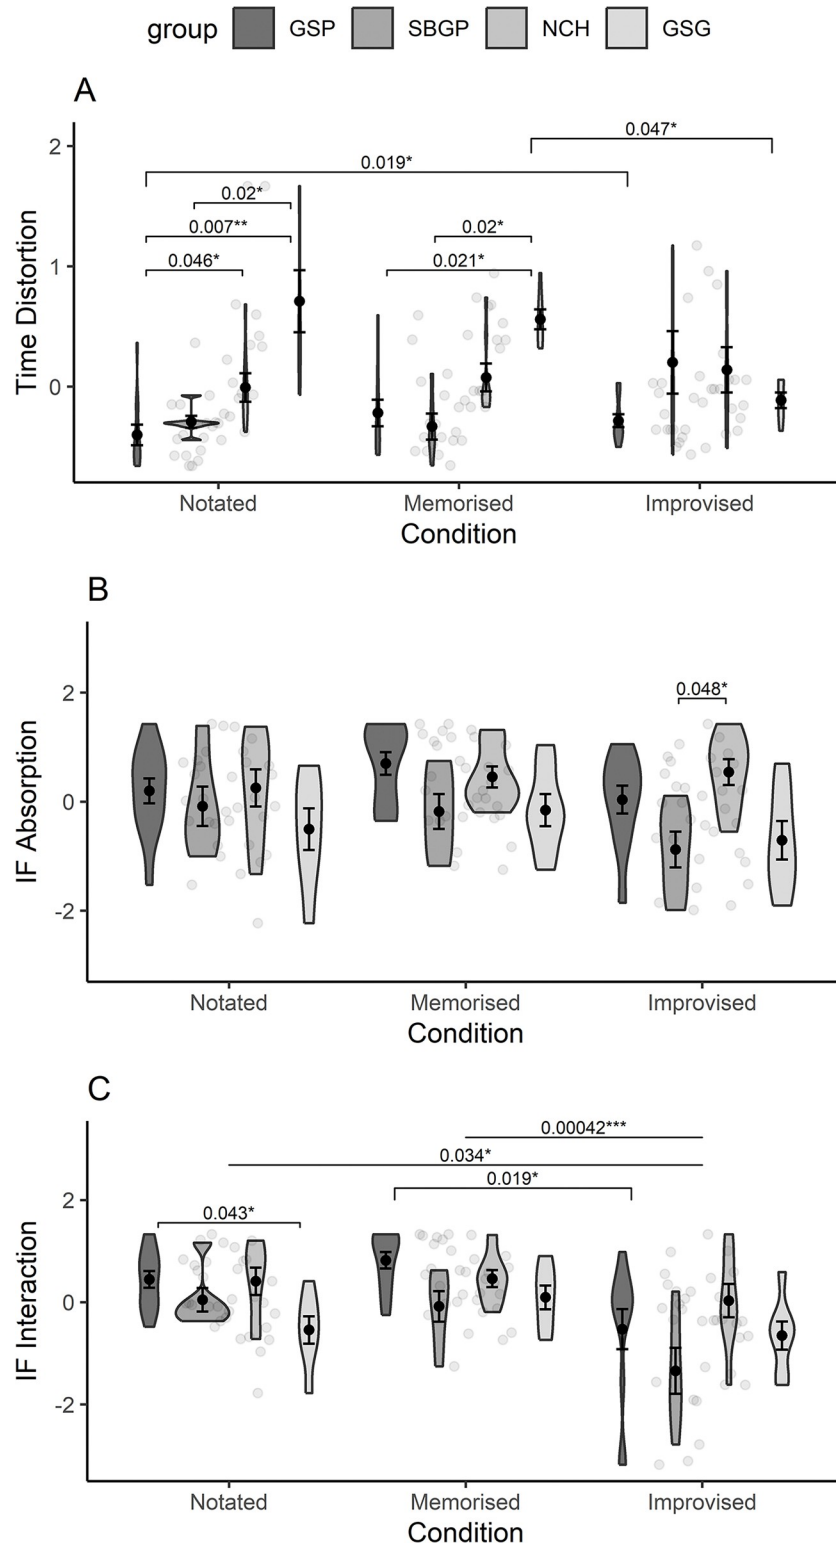 group GSP SBGP NCH GSG
A
0.047*
0.019*
0.02*
0.007**
0.046*
0.02*
0.021*
2
1
0
Time Distortion
Notated Memorised Improvised
Condition
B
0.048*
2
0
-2
IF Absorption
Notated Memorised Improvised
Condition
C
0.00042***
0.034*
0.019*
0.043*
2
0
-2
IF Interaction
Notated Memorised Improvised
Condition